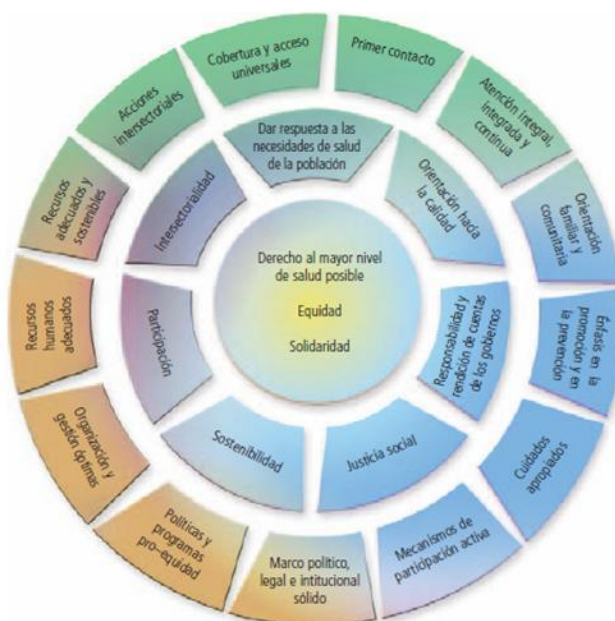 Cobertura y acceso
universales
Primer contacto
Atención integral,
integrada y
continua
Orientación
familiar y
comunitaria
Énfasis en la
promoción y en
la prevención
Cuidados
apropiados
Mecanismos de
participación activa
Marco político,
legal e intitucional
sólido
Políticas y
programas
pro-equidad
Organización y
gestión óptimas
Recursos
humanos
adecuados
Recursos
adecuados y
sostenibles
Acciones
intersectoriales
Dar respuesta a las
necesidades de salud
de la población
Orientación hacia
la calidad
Responsabilidad y
rendición de cuentas
de los gobiernos
Justicia social
Sostenibilidad
Participación
Intersectorialidad
Derecho al mayor nivel
de salud posible
Equidad
Solidaridad